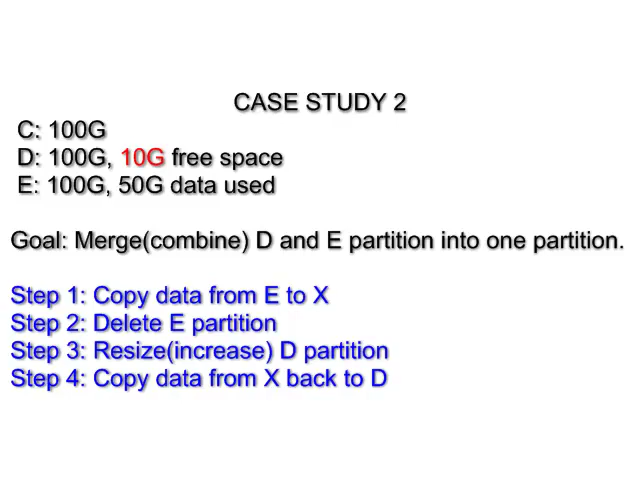 CASE STUDY 2
C: 100G
D: 100G, 10G free space
E: 100G, 50G data used
Goal: Merge(combine) D and E partition into one partition.
Step 1: Copy data from E to X
Step 2: Delete E partition
Step 3: Resize(increase) D partition
Step 4: Copy data from X back to D